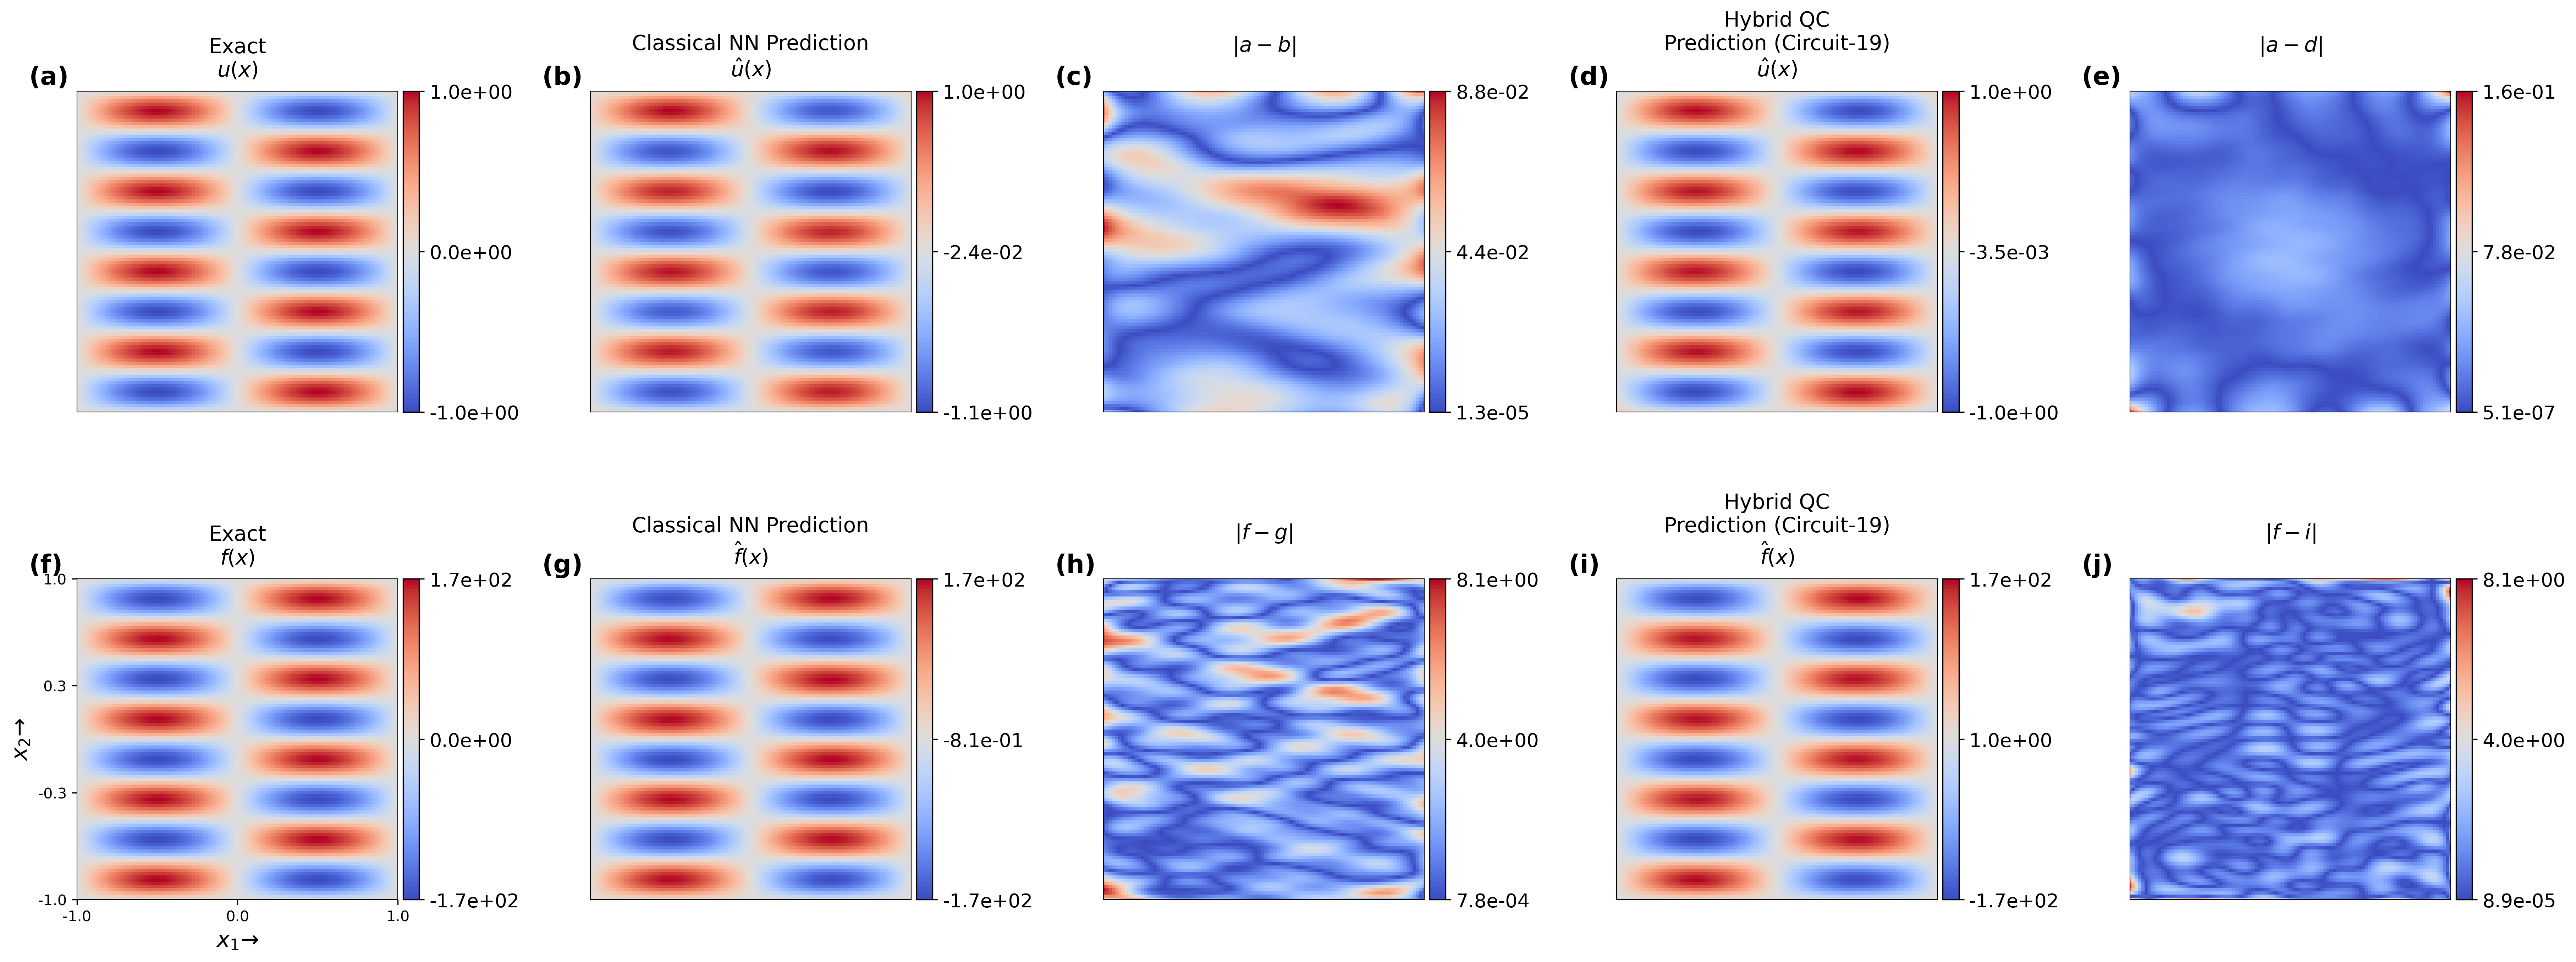 (a)
Exact
u(x)
1.0e+00
0.0e+00
-1.0e+00
(b)
Classical NN Prediction
û(x)
1.0e+00
-2.4e-02
-1.1e+00
(c)
|a − b|
8.8e-02
4.4e-02
1.3e-05
(d)
Hybrid QC
Prediction (Circuit-19)
û(x)
1.0e+00
-3.5e-03
-1.0e+00
(e)
|a − d|
1.6e-01
7.8e-02
5.1e-07
(f)
Exact
f(x)
1.0
0.3
-0.3
-1.0
x₂→
-1.0 0.0 1.0
x₁→
1.7e+02
0.0e+00
-1.7e+02
(g)
Classical NN Prediction
f̂(x)
1.7e+02
-8.1e-01
-1.7e+02
(h)
|f − g|
8.1e+00
4.0e+00
7.8e-04
(i)
Hybrid QC
Prediction (Circuit-19)
f̂(x)
1.7e+02
1.0e+00
-1.7e+02
(j)
|f − i|
8.1e+00
4.0e+00
8.9e-05